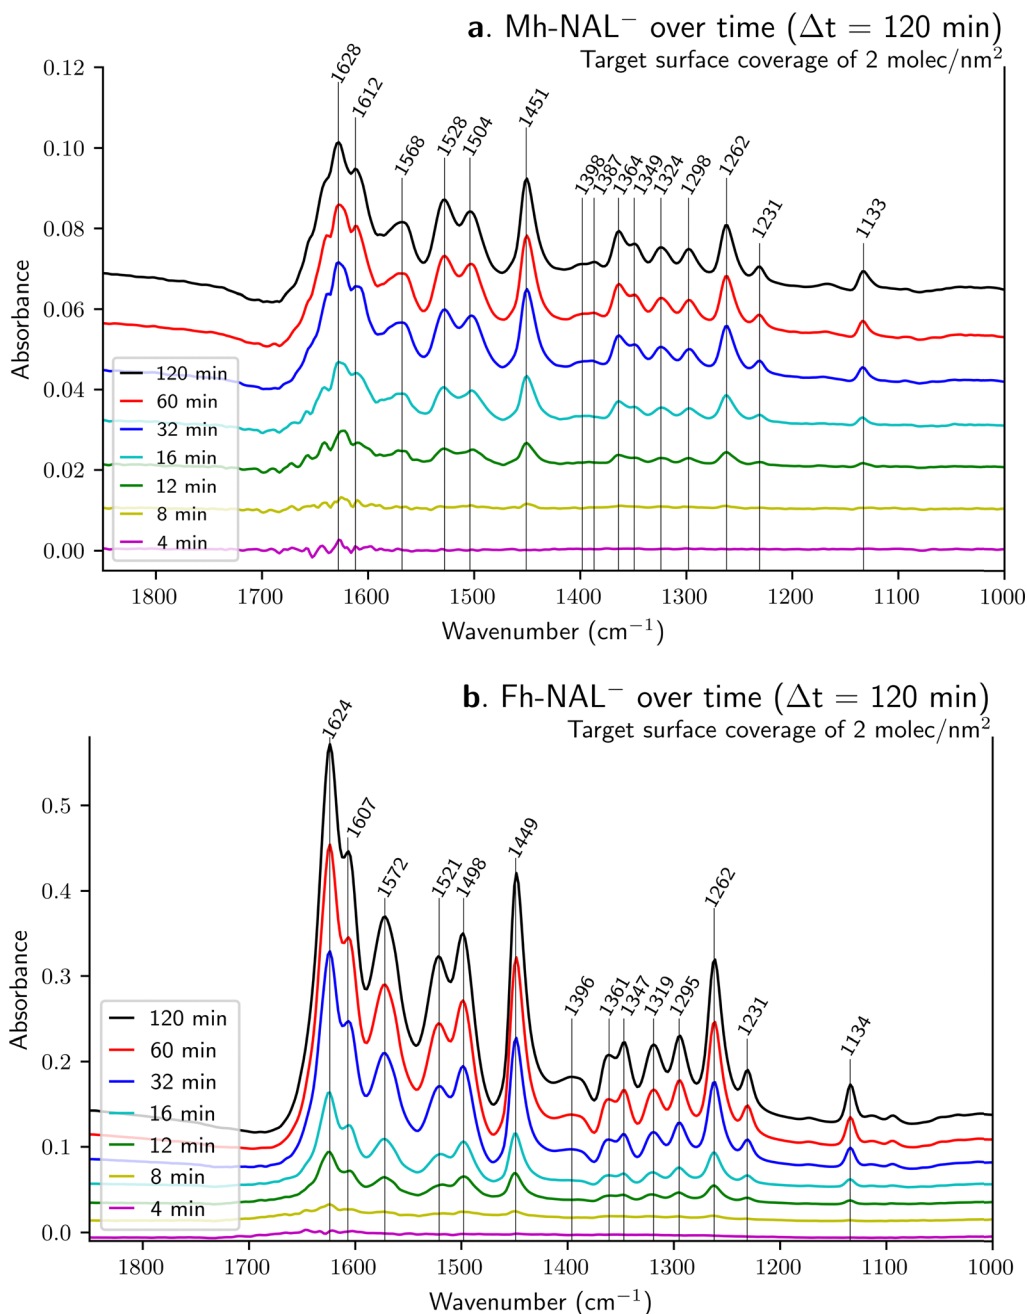 a. Mh-NAL⁻ over time (Δt = 120 min)
Target surface coverage of 2 molec/nm²
0.12
0.10
0.08
0.06
0.04
0.02
0.00
Absorbance
1628
1612
1568
1528
1504
1451
1398
1387
1364
1349
1324
1298
1262
1231
1133
120 min
60 min
32 min
16 min
12 min
8 min
4 min
1800 1700 1600 1500 1400 1300 1200 1100 1000
Wavenumber (cm⁻¹)
b. Fh-NAL⁻ over time (Δt = 120 min)
Target surface coverage of 2 molec/nm²
0.5
0.4
0.3
0.2
0.1
0.0
Absorbance
1624
1607
1572
1521
1498
1449
1396
1361
1347
1319
1295
1262
1231
1134
120 min
60 min
32 min
16 min
12 min
8 min
4 min
1800 1700 1600 1500 1400 1300 1200 1100 1000
Wavenumber (cm⁻¹)